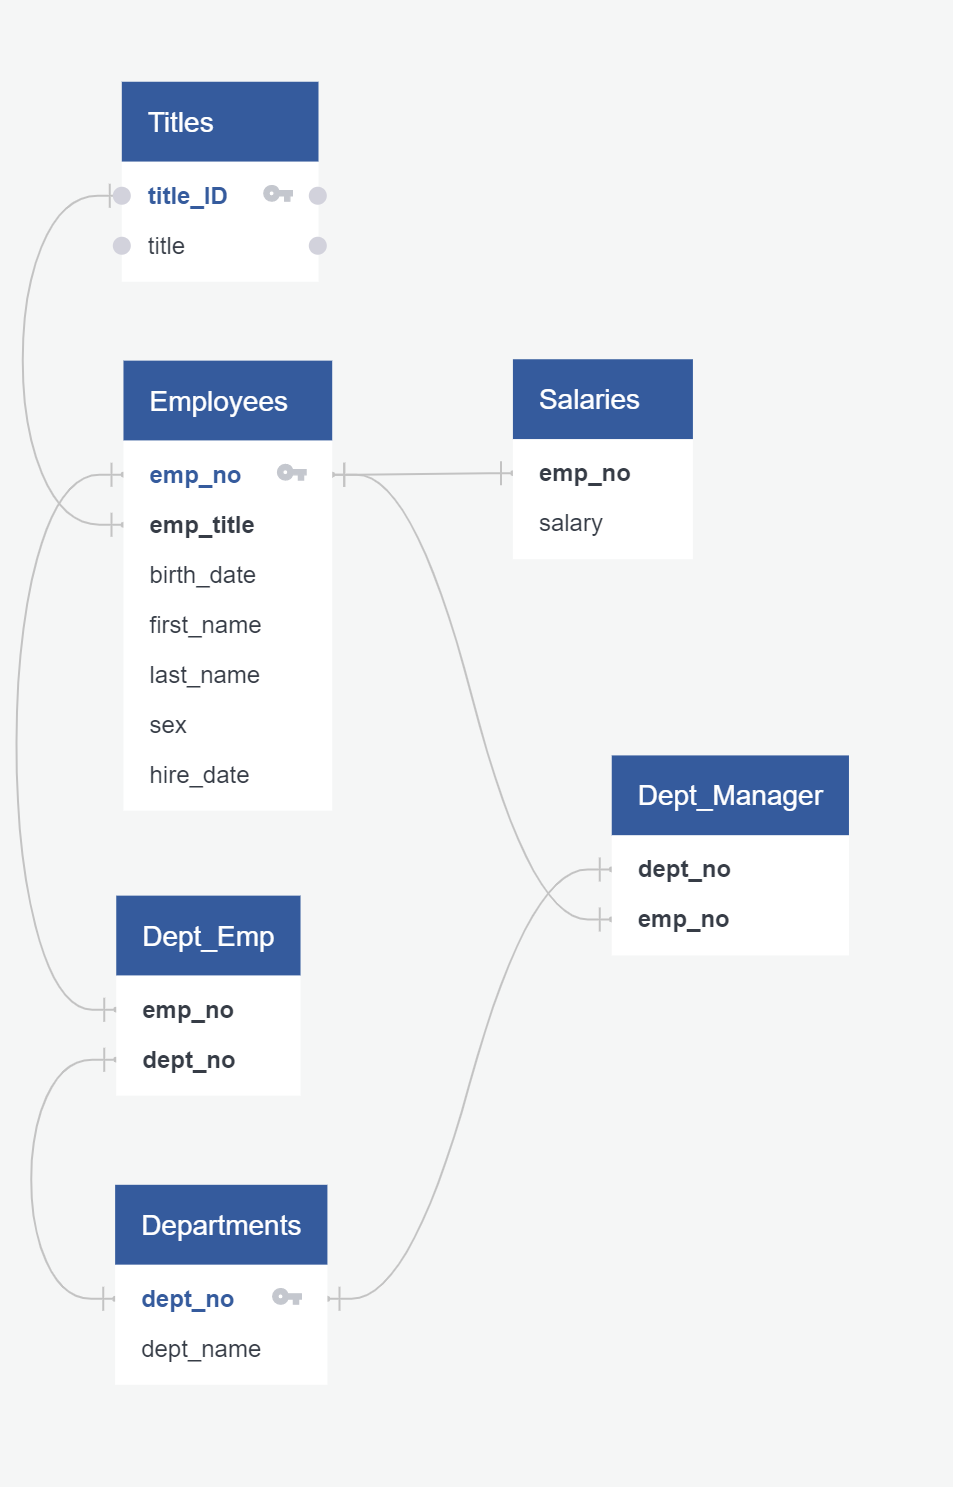 Titles
title_ID
title
Employees
emp_no
emp_title
birth_date
first_name
last_name
sex
hire_date
Salaries
emp_no
salary
Dept_Manager
dept_no
emp_no
Dept_Emp
emp_no
dept_no
Departments
dept_no
dept_name